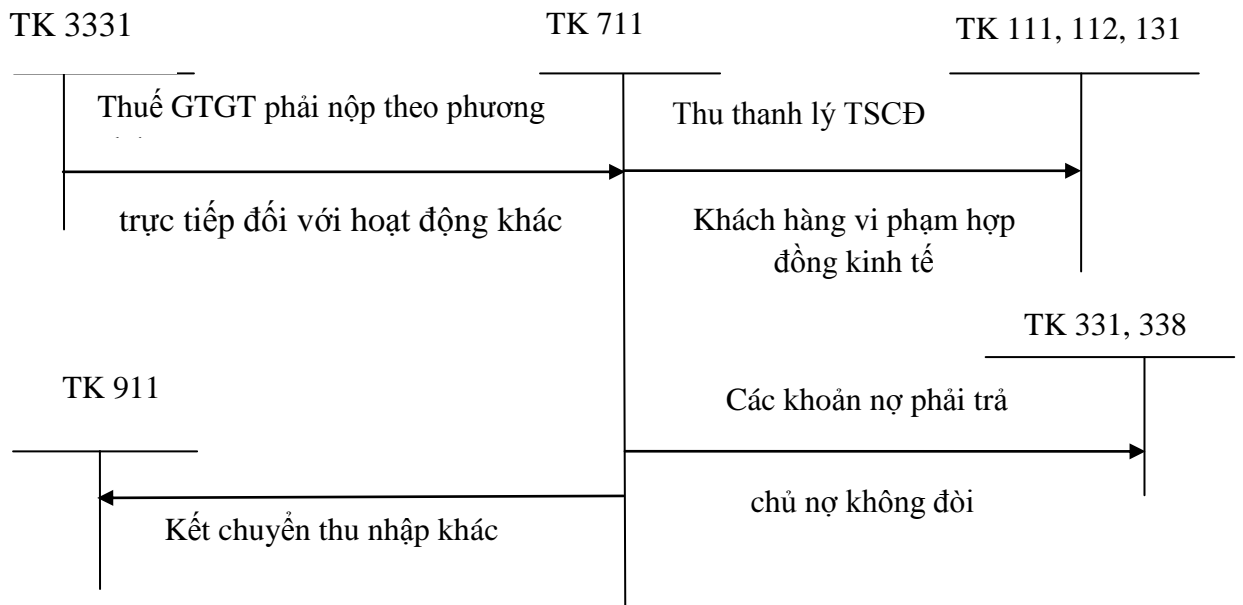 TK 3331
TK 711
TK 111, 112, 131
Thuế GTGT phải nộp theo phương
trực tiếp đối với hoạt động khác
Thu thanh lý TSCĐ
Khách hàng vi phạm hợp
đồng kinh tế
TK 331, 338
TK 911
Các khoản nợ phải trả
chủ nợ không đòi
Kết chuyển thu nhập khác